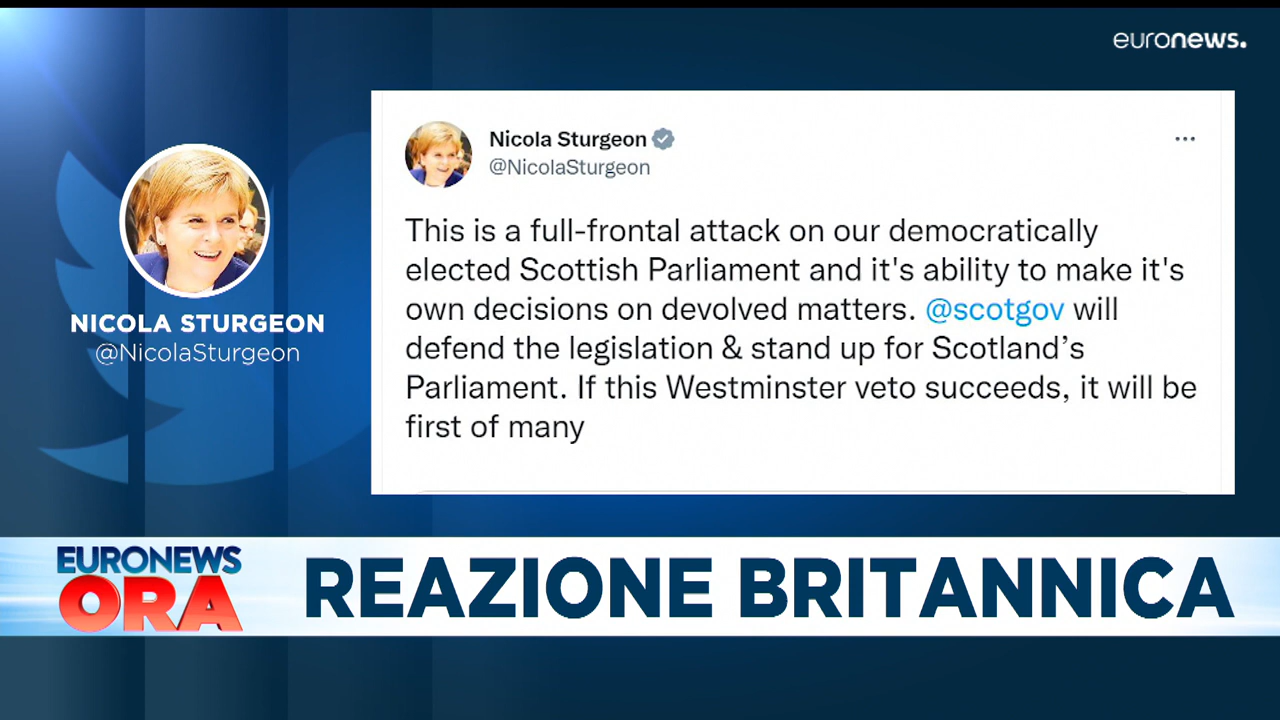 euronews.
Nicola Sturgeon
@NicolaSturgeon
This is a full-frontal attack on our democratically
elected Scottish Parliament and it's ability to make it's
own decisions on devolved matters. @scotgov will
defend the legislation & stand up for Scotland’s
Parliament. If this Westminster veto succeeds, it will be
first of many
NICOLA STURGEON
@NicolaSturgeon
EURONEWS
ORA
REAZIONE BRITANNICA